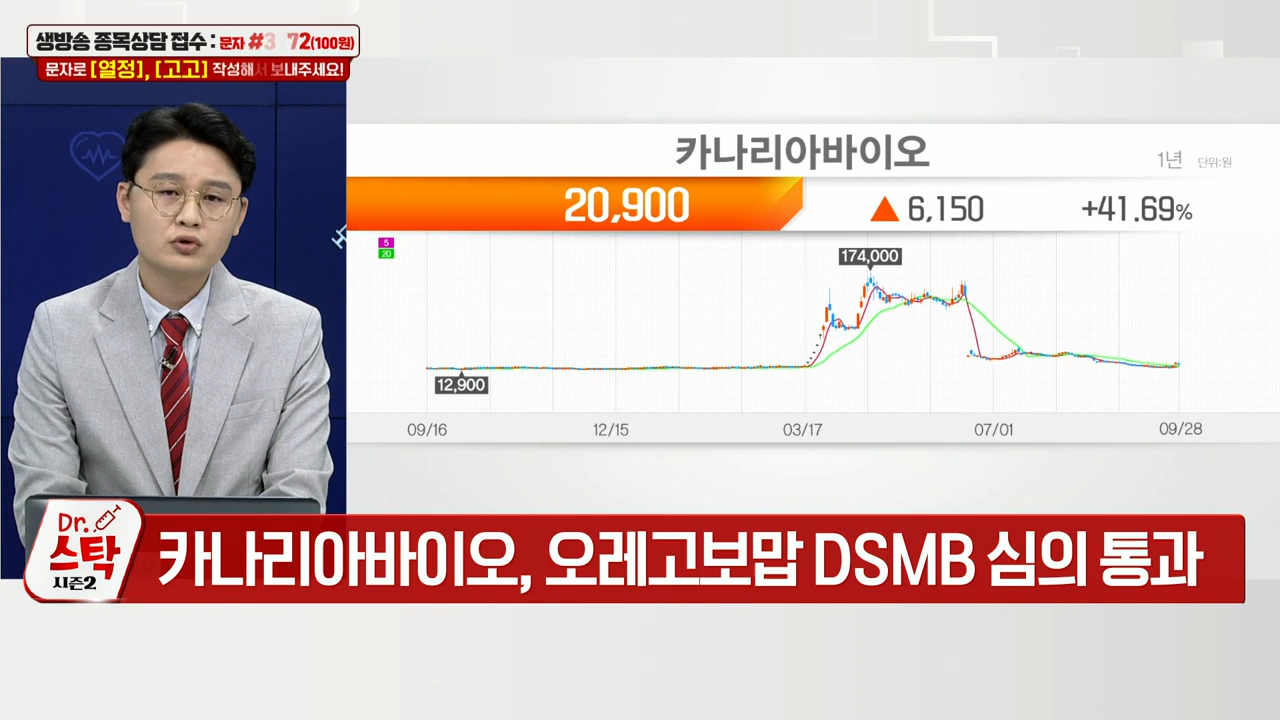 생방송 종목상담 접수 : 문자 #3 72(100원)
문자로 [열정], [고고] 작성해서 보내주세요!
카나리아바이오
1년 단위:원
20,900 ▲ 6,150 +41.69%
5
20
174,000
12,900
09/16 12/15 03/17 07/01 09/28
Dr.
스탁
시즌2
카나리아바이오, 오레고보맙 DSMB 심의 통과